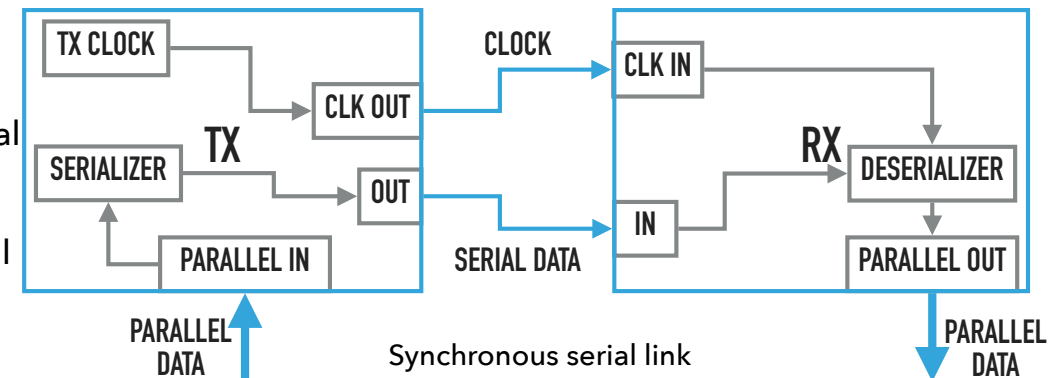 TX CLOCK
CLOCK
CLK IN
CLK OUT
al
TX
RX
SERIALIZER
DESERIALIZER
OUT
IN
l
PARALLEL IN
SERIAL DATA
PARALLEL OUT
PARALLEL
DATA
Synchronous serial link
PARALLEL
DATA